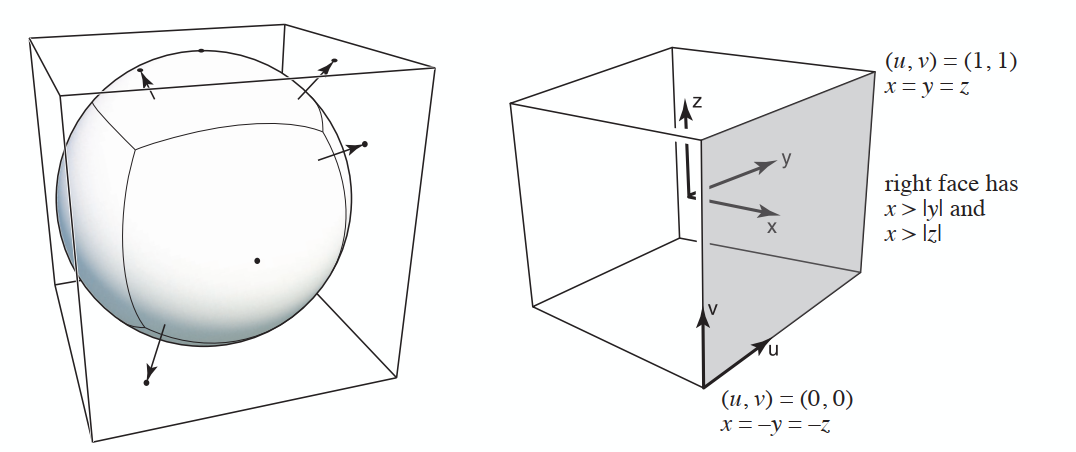 (u, v) = (1, 1)
x = y = z
z
y
right face has
x > |y| and
x > |z|
x
v
u
(u, v) = (0, 0)
x = –y = –z